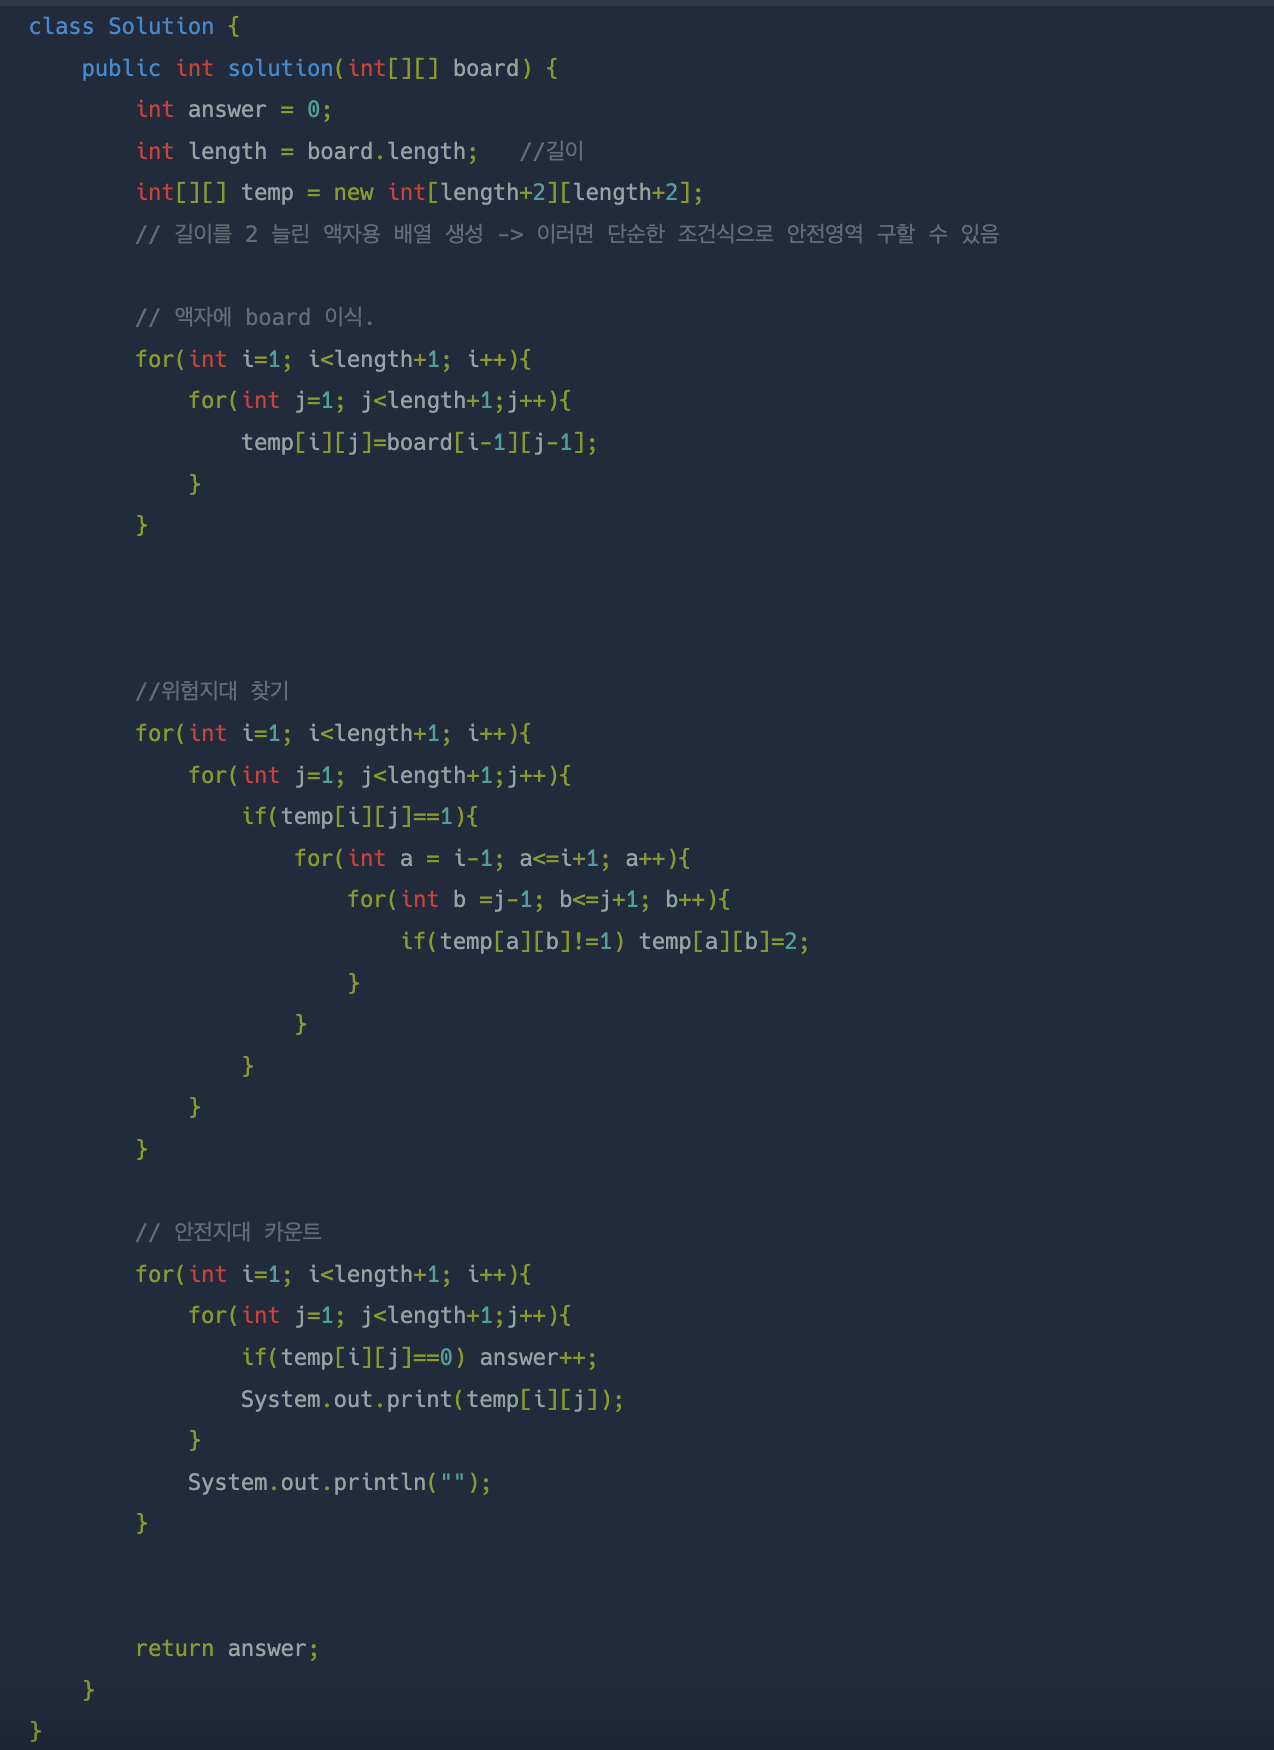 class Solution {
    public int solution(int[][] board) {
        int answer = 0;
        int length = board.length;   //길이
        int[][] temp = new int[length+2][length+2];
        // 길이를 2 늘린 액자용 배열 생성 -> 이러면 단순한 조건식으로 안전영역 구할 수 있음
        // 액자에 board 이식.
        for(int i=1; i<length+1; i++){
            for(int j=1; j<length+1;j++){
                temp[i][j]=board[i-1][j-1];
            }
        }
        //위험지대 찾기
        for(int i=1; i<length+1; i++){
            for(int j=1; j<length+1;j++){
                if(temp[i][j]==1){
                    for(int a = i-1; a<=i+1; a++){
                        for(int b =j-1; b<=j+1; b++){
                            if(temp[a][b]!=1) temp[a][b]=2;
                        }
                    }
                }
            }
        }
        // 안전지대 카운트
        for(int i=1; i<length+1; i++){
            for(int j=1; j<length+1;j++){
                if(temp[i][j]==0) answer++;
                System.out.print(temp[i][j]);
            }
            System.out.println("");
        }
        return answer;
    }
}